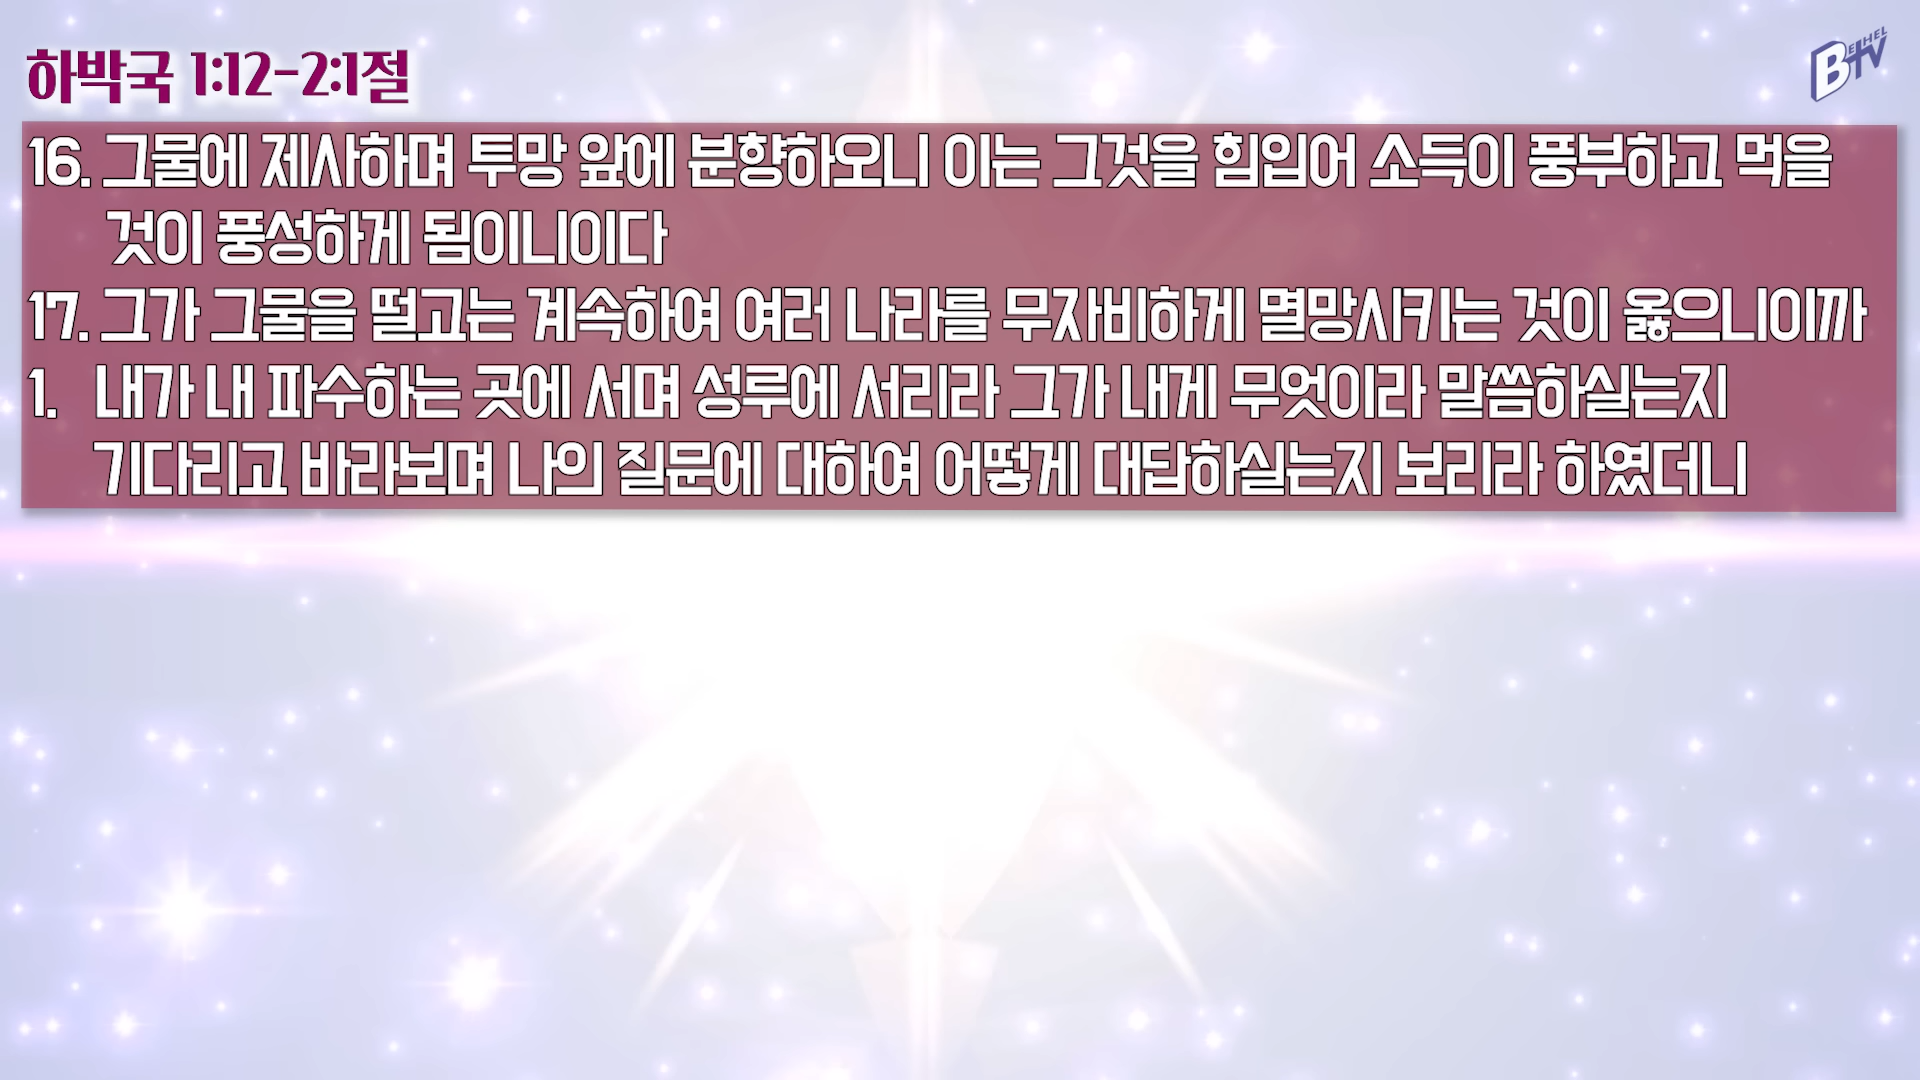 하박국 1:12-2:1절
BETHEL TV
16. 그물에 제사하며 투망 앞에 분향하오니 이는 그것을 힘입어 소득이 풍부하고 먹을
것이 풍성하게 됨이니이다
17. 그가 그물을 떨고는 계속하여 여러 나라를 무자비하게 멸망시키는 것이 옳으니이까
1. 내가 내 파수하는 곳에 서며 성루에 서리라 그가 내게 무엇이라 말씀하실는지
기다리고 바라보며 나의 질문에 대하여 어떻게 대답하실는지 보리라 하였더니